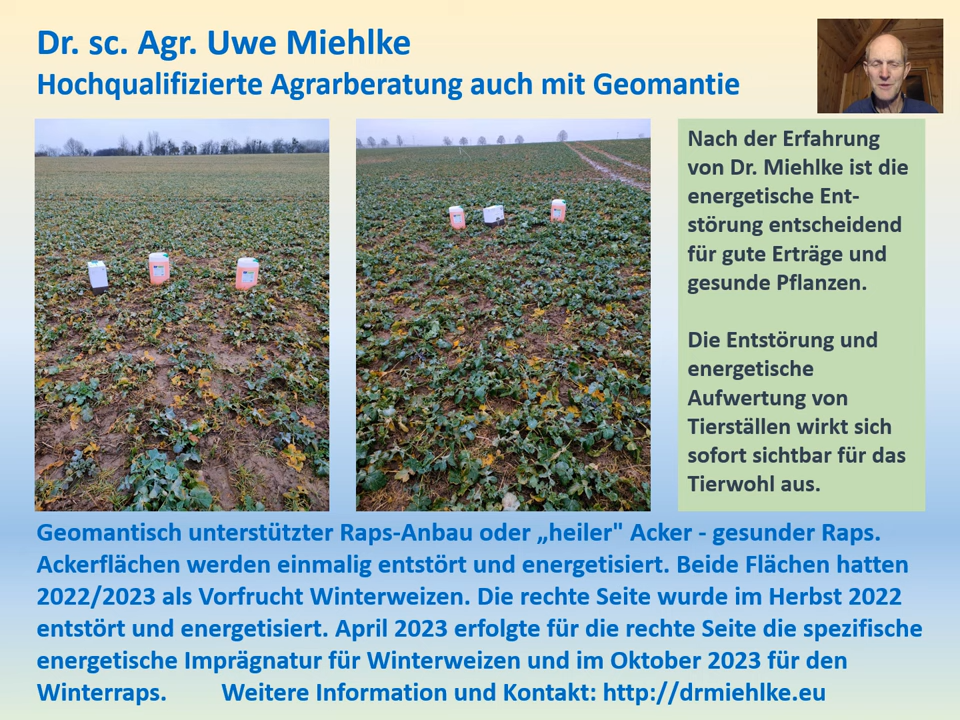 Dr. sc. Agr. Uwe Miehlke
Hochqualifizierte Agrarberatung auch mit Geomantie
Nach der Erfahrung
von Dr. Miehlke ist die
energetische Ent-
störung entscheidend
für gute Erträge und
gesunde Pflanzen.
Die Entstörung und
energetische
Aufwertung von
Tierställen wirkt sich
sofort sichtbar für das
Tierwohl aus.
Geomantisch unterstützter Raps-Anbau oder „heiler" Acker - gesunder Raps.
Ackerflächen werden einmalig entstört und energetisiert. Beide Flächen hatten
2022/2023 als Vorfrucht Winterweizen. Die rechte Seite wurde im Herbst 2022
entstört und energetisiert. April 2023 erfolgte für die rechte Seite die spezifische
energetische Imprägnatur für Winterweizen und im Oktober 2023 für den
Winterraps. Weitere Information und Kontakt: http://drmiehlke.eu